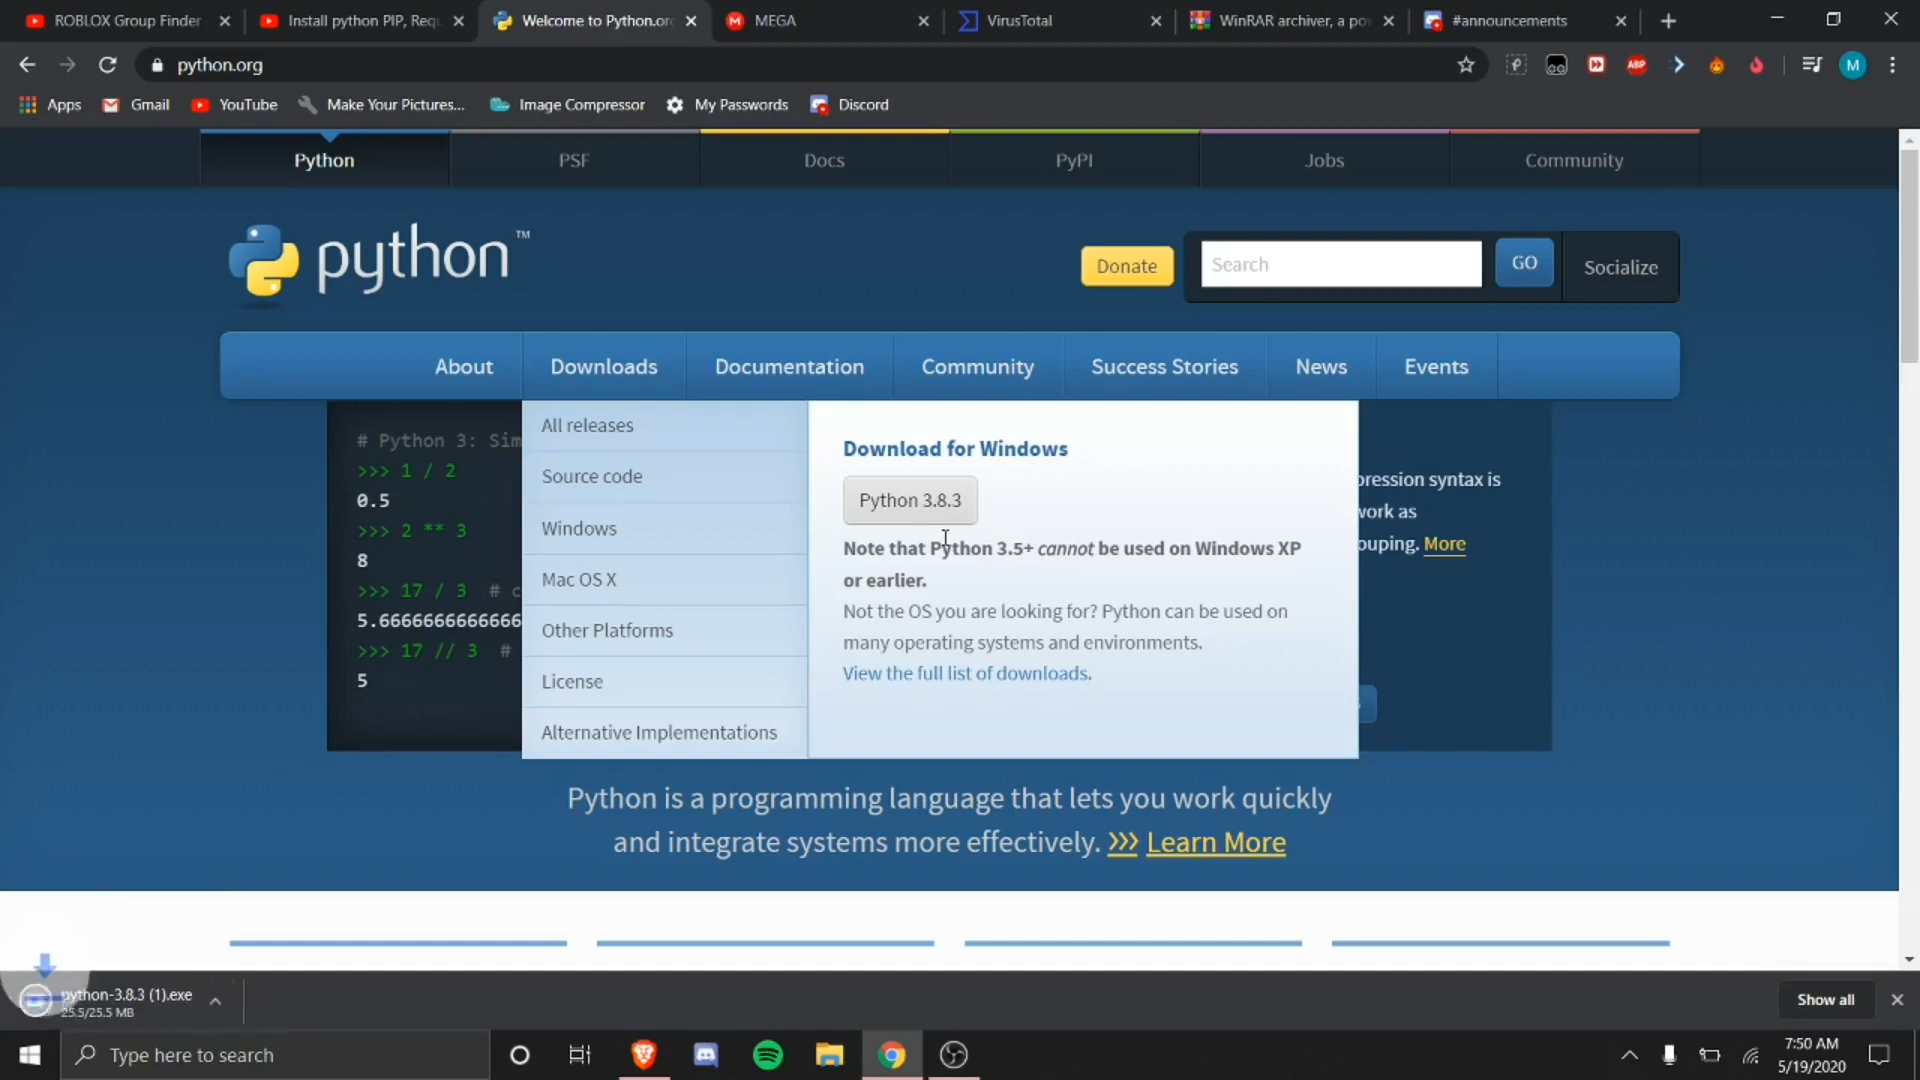 ROBLOX Group Finder
Install python PIP, Requ
Welcome to Python.org
MEGA
VirusTotal
WinRAR archiver, a pow
#announcements
python.org
ABP
M
Apps
Gmail
YouTube
Make Your Pictures...
Image Compressor
My Passwords
Discord
Python
PSF
Docs
PyPI
Jobs
Community
python™
Donate
Search
GO
Socialize
About
Downloads
Documentation
Community
Success Stories
News
Events
# Python 3: Sim
>>> 1 / 2
0.5
>>> 2 ** 3
8
>>> 17 / 3 # c
5.6666666666666
>>> 17 // 3 #
5
All releases
Source code
Windows
Mac OS X
Other Platforms
License
Alternative Implementations
Download for Windows
Python 3.8.3
Note that Python 3.5+ cannot be used on Windows XP
or earlier.
Not the OS you are looking for? Python can be used on
many operating systems and environments.
View the full list of downloads.
pression syntax is
work as
ouping. More
Python is a programming language that lets you work quickly
and integrate systems more effectively. >>> Learn More
python-3.8.3 (1).exe
25.5/25.5 MB
Show all
Type here to search
7:50 AM
5/19/2020